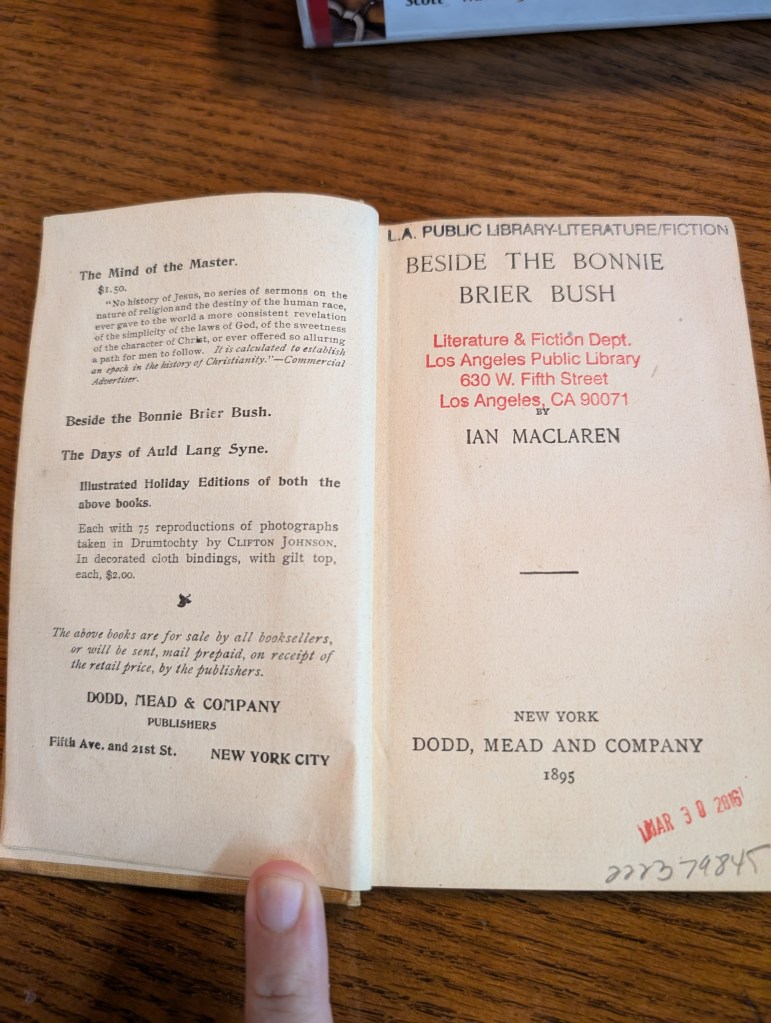 Scott
The Mind of the Master.
$1.50.
"No history of Jesus, no series of sermons on the
nature of religion and the destiny of the human race,
ever gave to the world a more consistent revelation
of the simplicity of the laws of God, of the sweetness
of the character of Christ, or ever offered so alluring
a path for men to follow. It is calculated to establish
an epoch in the history of Christianity."—Commercial
Advertiser.
Beside the Bonnie Brier Bush.
The Days of Auld Lang Syne.
Illustrated Holiday Editions of both the
above books.
Each with 75 reproductions of photographs
taken in Drumtochty by CLIFTON JOHNSON.
In decorated cloth bindings, with gilt top,
each, $2.00.
The above books are for sale by all booksellers,
or will be sent, mail prepaid, on receipt of
the retail price, by the publishers.
DODD, MEAD & COMPANY
PUBLISHERS
Fifth Ave. and 21st St. NEW YORK CITY
L.A. PUBLIC LIBRARY-LITERATURE/FICTION
BESIDE THE BONNIE
BRIER BUSH
Literature & Fiction Dept.
Los Angeles Public Library
630 W. Fifth Street
Los Angeles, CA 90071
BY
IAN MACLAREN
NEW YORK
DODD, MEAD AND COMPANY
1895
MAR 30 2016
222379845